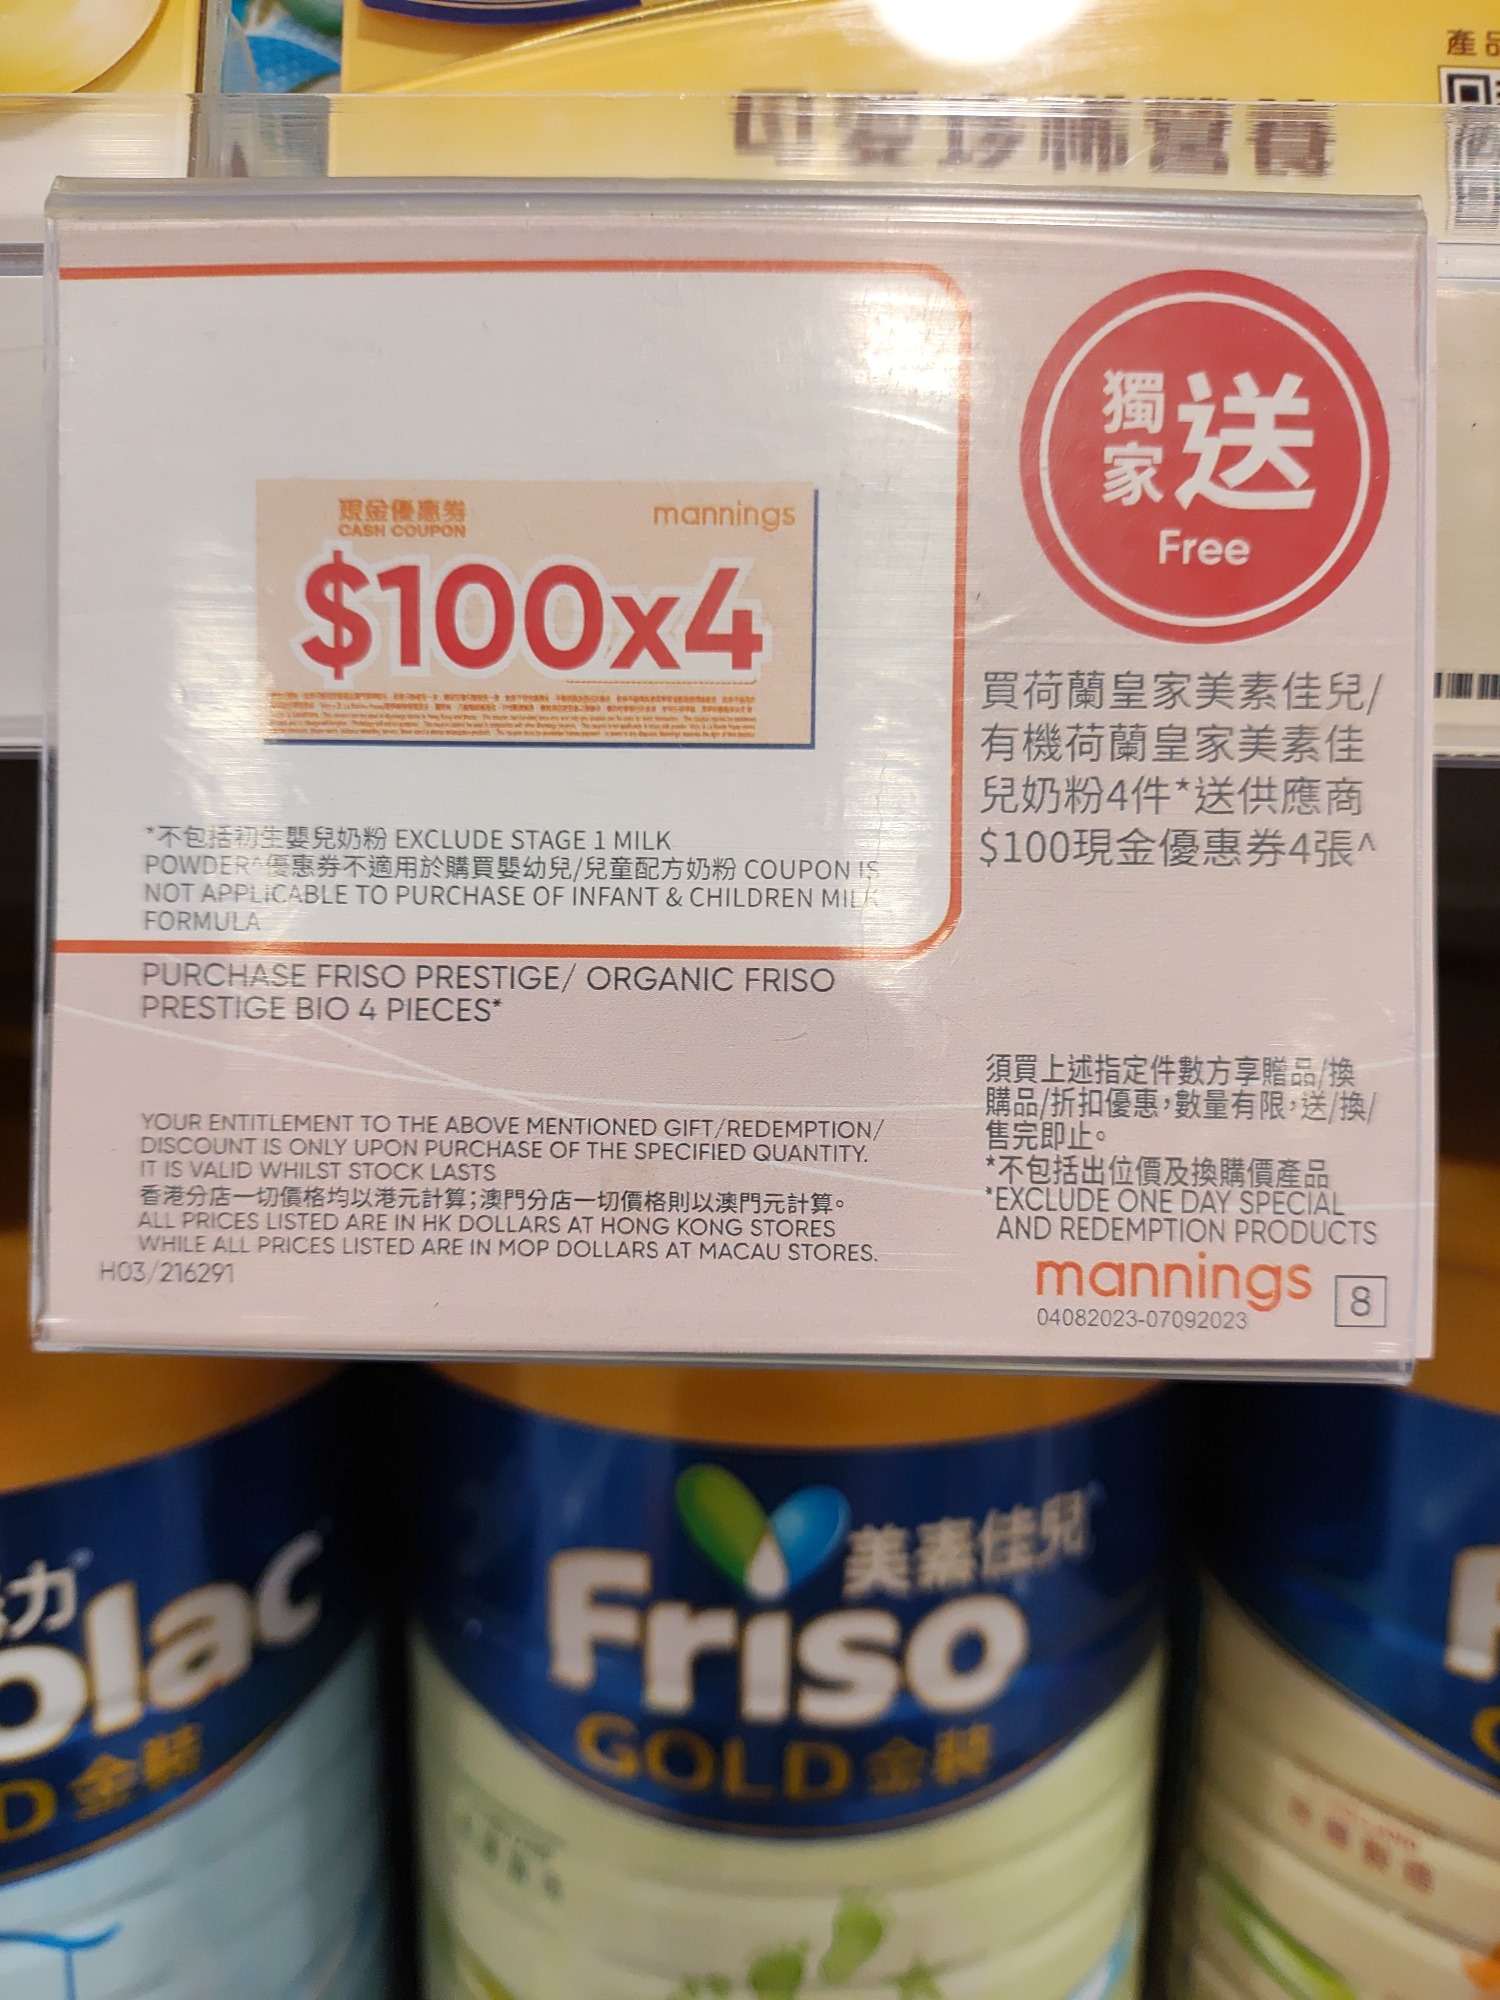 產品
獨家
送
Free
現金優惠券
CASH COUPON
mannings
$100x4
買荷蘭皇家美素佳兒/
有機荷蘭皇家美素佳
兒奶粉4件*送供應商
$100現金優惠券4張^
*不包括初生嬰兒奶粉 EXCLUDE STAGE 1 MILK
POWDER^優惠券不適用於購買嬰幼兒/兒童配方奶粉 COUPON IS
NOT APPLICABLE TO PURCHASE OF INFANT & CHILDREN MILK
FORMULA
PURCHASE FRISO PRESTIGE/ ORGANIC FRISO
PRESTIGE BIO 4 PIECES*
YOUR ENTITLEMENT TO THE ABOVE MENTIONED GIFT/REDEMPTION/
DISCOUNT IS ONLY UPON PURCHASE OF THE SPECIFIED QUANTITY.
IT IS VALID WHILST STOCK LASTS
香港分店一切價格均以港元計算;澳門分店一切價格則以澳門元計算。
ALL PRICES LISTED ARE IN HK DOLLARS AT HONG KONG STORES
WHILE ALL PRICES LISTED ARE IN MOP DOLLARS AT MACAU STORES.
H03/216291
須買上述指定件數方享贈品/換
購品/折扣優惠,數量有限,送/換/
售完即止。
*不包括出位價及換購價產品
*EXCLUDE ONE DAY SPECIAL
AND REDEMPTION PRODUCTS
mannings
04082023-07092023
8
力
olac
D 金裝
美素佳兒
Friso
GOLD 金裝